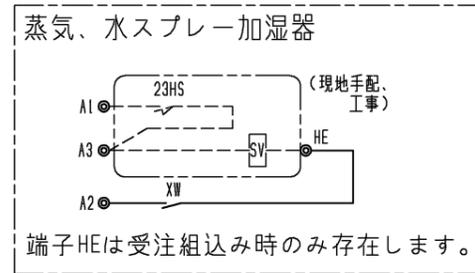 蒸気、水スプレー加湿器
23HS
(現地手配、
工事)
A1
HE
A3
SV
XW
A2
端子HEは受注組込み時のみ存在します。